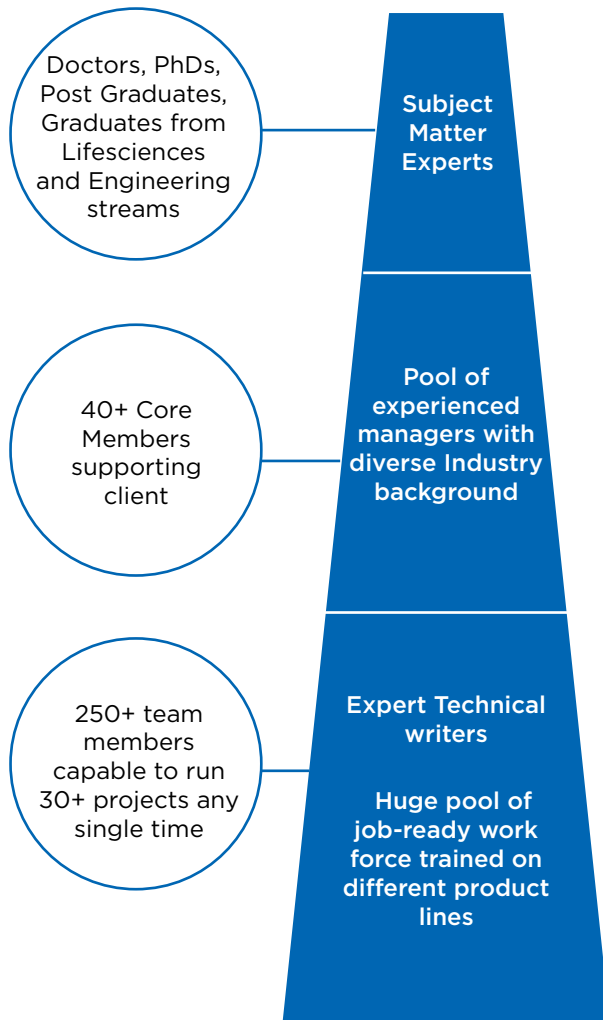 Doctors, PhDs,
Post Graduates,
Graduates from
Lifesciences
and Engineering
streams
Subject
Matter
Experts
40+ Core
Members
supporting
client
Pool of
experienced
managers with
diverse Industry
background
250+ team
members
capable to run
30+ projects any
single time
Expert Technical
writers
Huge pool of
job-ready work
force trained on
different product
lines